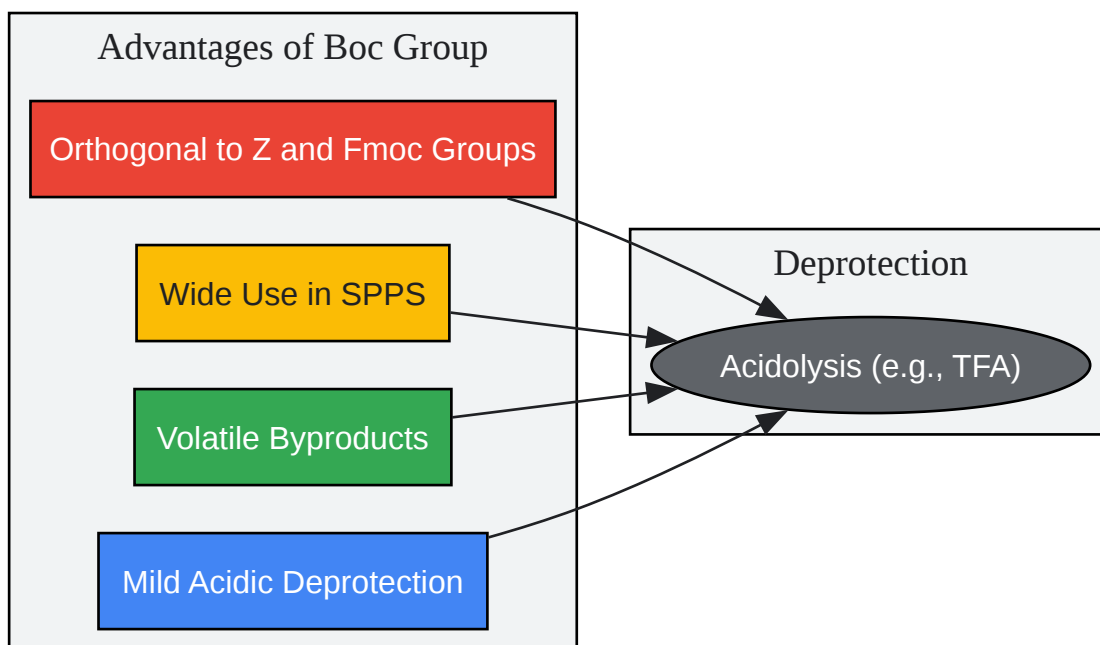 Advantages of Boc Group
Orthogonal to Z and Fmoc Groups
Wide Use in SPPS
Volatile Byproducts
Mild Acidic Deprotection
Deprotection
Acidolysis (e.g., TFA)